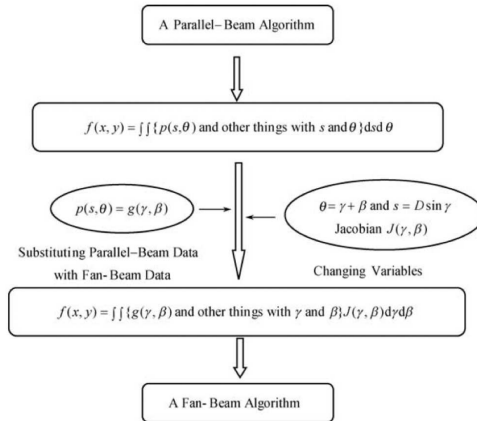 A Parallel–Beam Algorithm
f(x, y) = ∫ ∫ {p(s,θ) and other things with s and θ}dsd θ
p(s,θ) = g(γ, β)
θ = γ + β and s = D sin γ
Jacobian J(γ, β)
Substituting Parallel–Beam Data
with Fan- Beam Data
Changing Variables
f(x, y) = ∫ ∫ {g(γ, β) and other things with γ and β}J(γ, β)dγdβ
A Fan- Beam Algorithm